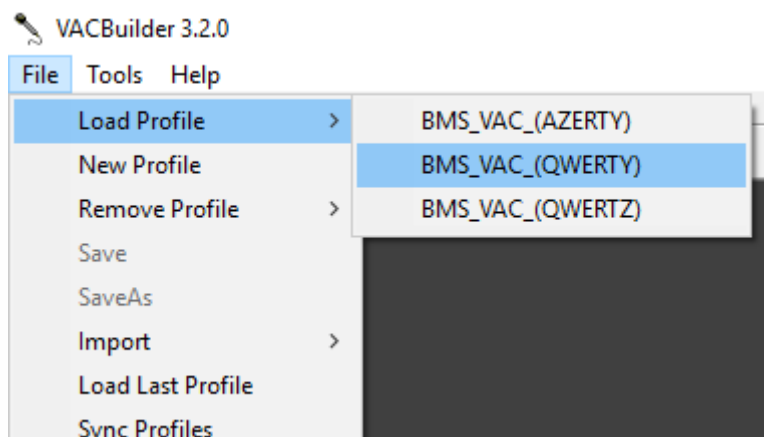 VACBuilder 3.2.0
File Tools Help
Load Profile > BMS_VAC_(AZERTY)
New Profile BMS_VAC_(QWERTY)
Remove Profile > BMS_VAC_(QWERTZ)
Save
SaveAs
Import >
Load Last Profile
Sync Profiles